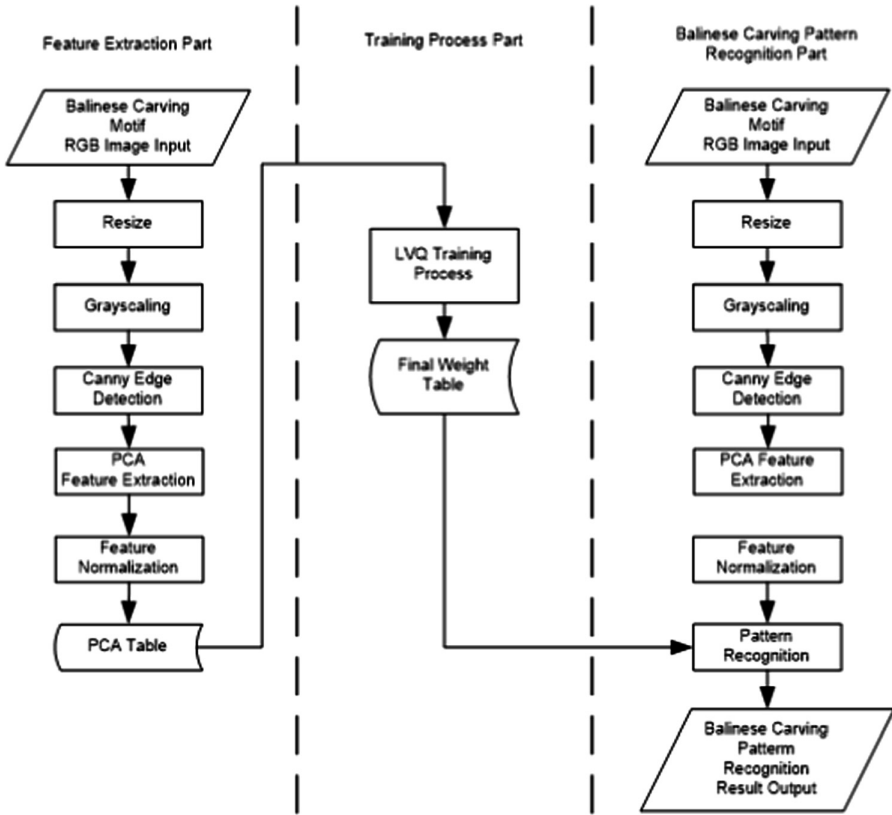 Feature Extraction Part
Balinese Carving
Motif
RGB Image Input
Resize
Grayscaling
Canny Edge
Detection
PCA
Feature Extraction
Feature
Normalization
PCA Table
Training Process Part
LVQ Training
Process
Final Weight
Table
Balinese Carving Pattern
Recognition Part
Balinese Carving
Motif
RGB Image Input
Resize
Grayscaling
Canny Edge
Detection
PCA Feature
Extraction
Feature
Normalization
Pattern
Recognition
Balinese Carving
Patterm
Recognition
Result Output